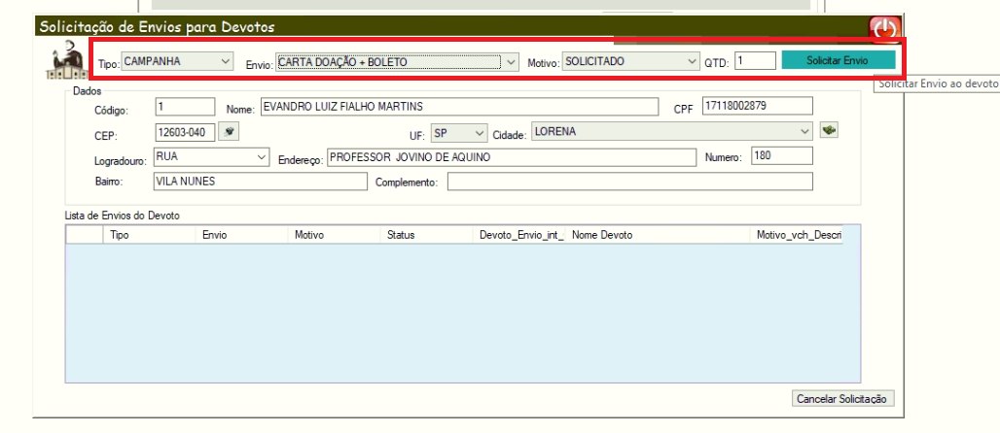 Solicitação de Envios para Devotos
Tipo: CAMPANHA Envio: CARTA DOAÇÃO + BOLETO Motivo: SOLICITADO QTD: 1 Solicitar Envio
Solicitar Envio ao devoto
Dados
Código: 1 Nome: EVANDRO LUIZ FIALHO MARTINS CPF 17118002879
CEP: 12603-040 UF: SP Cidade: LORENA
Logradouro: RUA Endereço: PROFESSOR JOVINO DE AQUINO Numero: 180
Bairro: VILA NUNES Complemento:
Lista de Envios do Devoto
Tipo Envio Motivo Status Devoto_Envio_int_ Nome Devoto Motivo_vch_Descri
Cancelar Solicitação